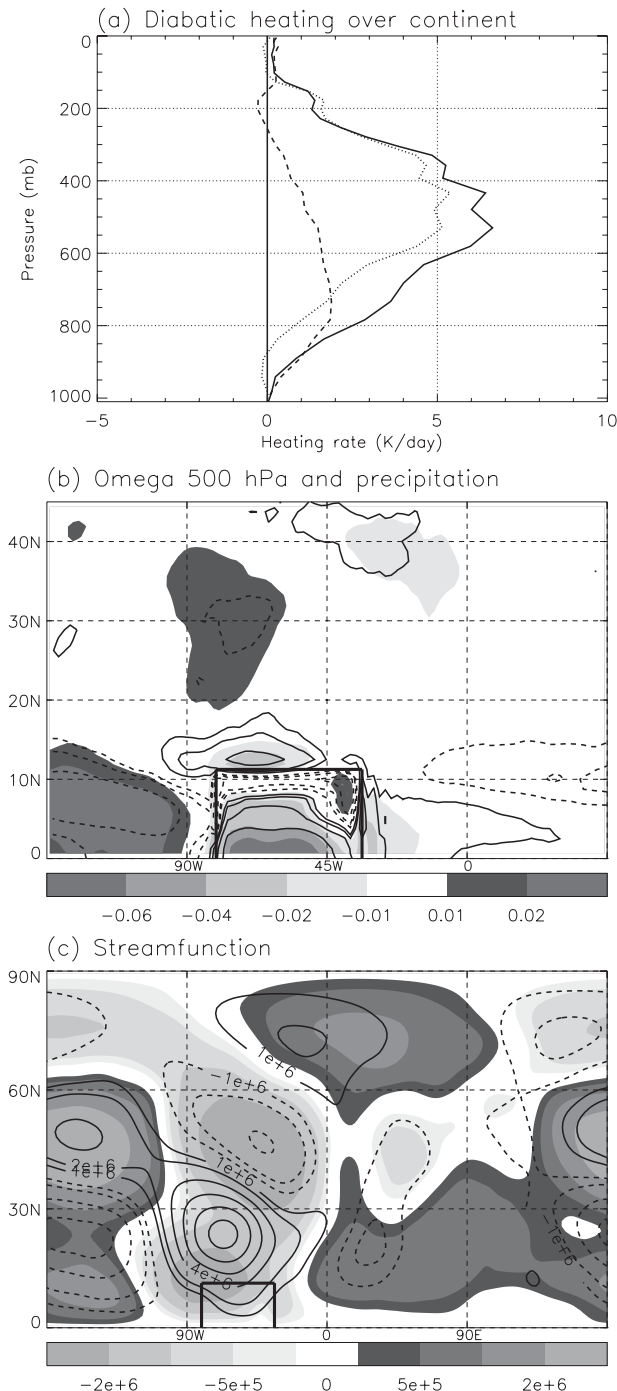 (a) Diabatic heating over continent
0
200
400
600
800
1000
Pressure (mb)
-5 0 5 10
Heating rate (K/day)
(b) Omega 500 hPa and precipitation
40N
30N
20N
10N
0
90W 45W 0
-0.06 -0.04 -0.02 -0.01 0.01 0.02
(c) Streamfunction
90N
60N
30N
0
1e+6
-1e+6
1e+6
2e+6
1e+6
4e+6
-1e+6
90W 0 90E
-2e+6 -5e+5 0 5e+5 2e+6